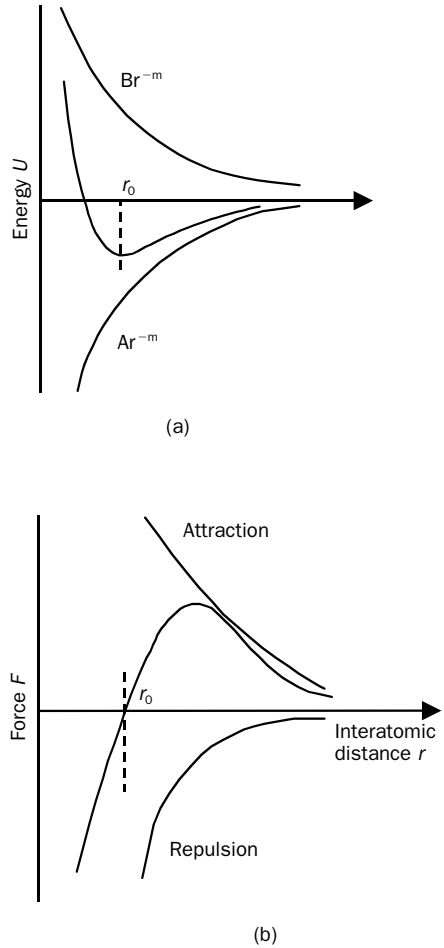 Br⁻ᵐ
Energy U
r₀
Ar⁻ᵐ
(a)
Attraction
Force F
r₀
Interatomic
distance r
Repulsion
(b)